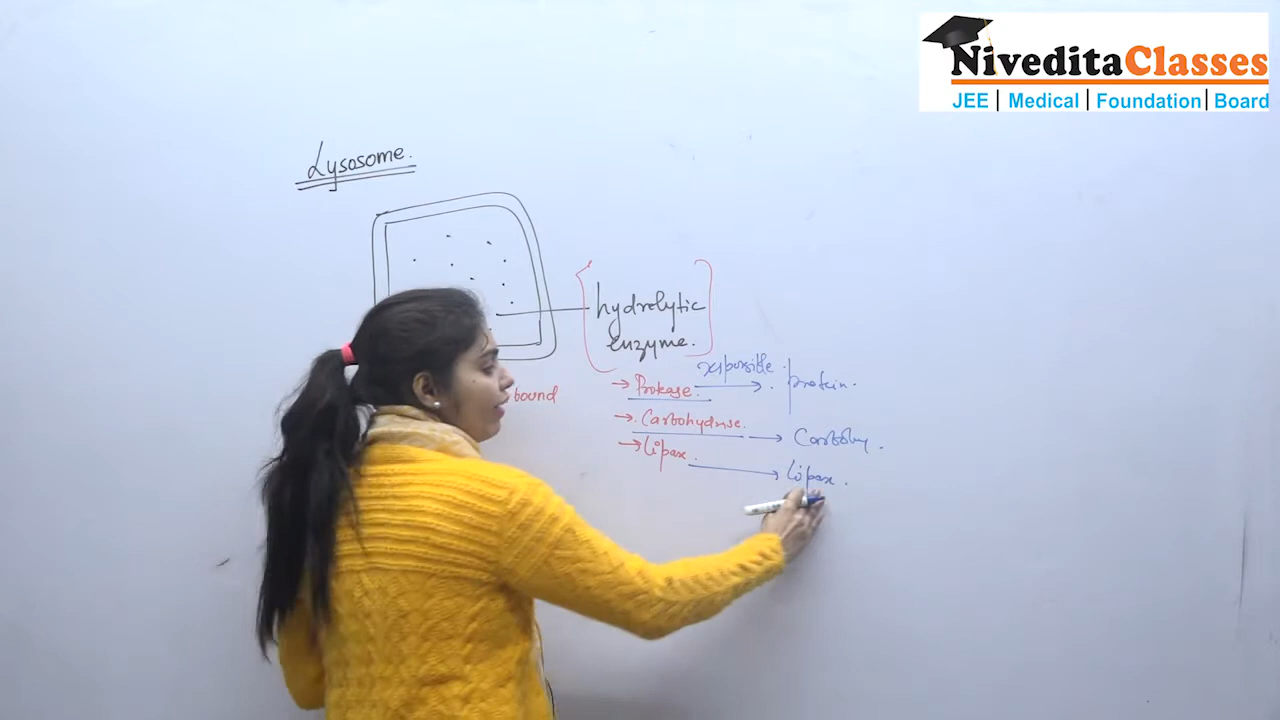 NiveditaClasses
JEE | Medical | Foundation | Board
Lysosome.
hydrolytic
enzyme.
bound
→ Protease. responsible → protein.
→ Carbohydrase. → Carbohy.
→ Lipase. → Lipase.